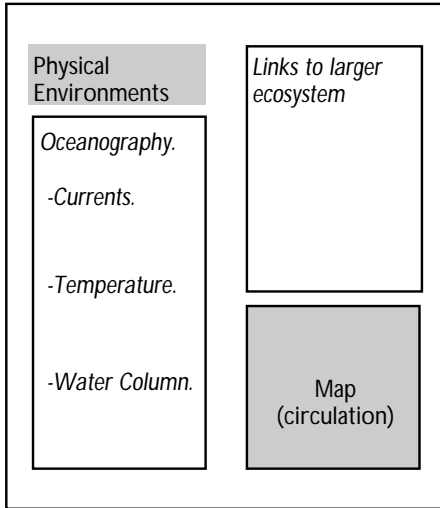 Physical
Environments
Oceanography.
-Currents.
-Temperature.
-Water Column.
Links to larger
ecosystem
Map
(circulation)